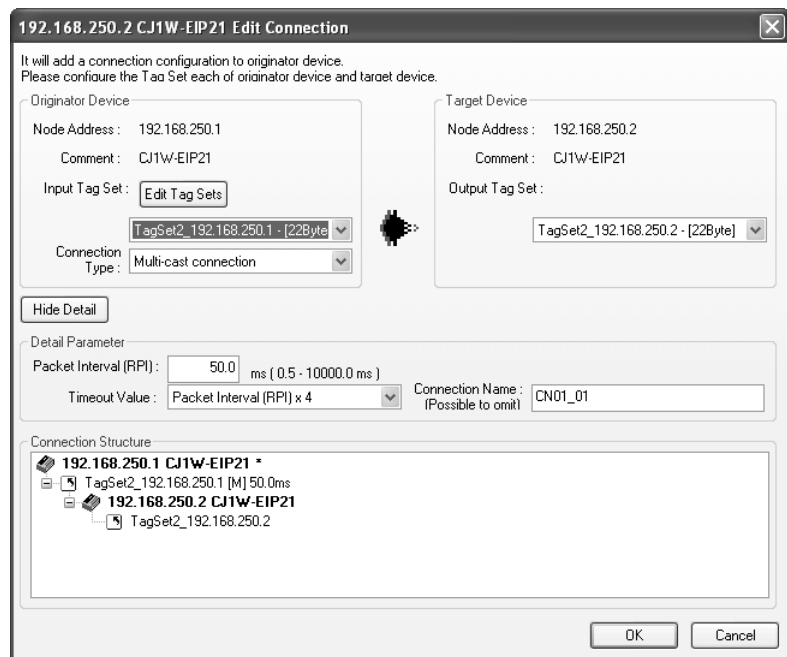 192.168.250.2 CJ1W-EIP21 Edit Connection
It will add a connection configuration to originator device.
Please configure the Tag Set each of originator device and target device.
Originator Device
Node Address : 192.168.250.1
Comment : CJ1W-EIP21
Input Tag Set : Edit Tag Sets
TagSet2_192.168.250.1 - [22Byte
Connection Type : Multi-cast connection
Target Device
Node Address : 192.168.250.2
Comment : CJ1W-EIP21
Output Tag Set :
TagSet2_192.168.250.2 - [22Byte]
Hide Detail
Detail Parameter
Packet Interval (RPI) : 50.0 ms ( 0.5 - 10000.0 ms )
Timeout Value : Packet Interval (RPI) x 4
Connection Name : CN01_01
(Possible to omit)
Connection Structure
192.168.250.1 CJ1W-EIP21 *
TagSet2_192.168.250.1 [M] 50.0ms
192.168.250.2 CJ1W-EIP21
TagSet2_192.168.250.2
OK Cancel